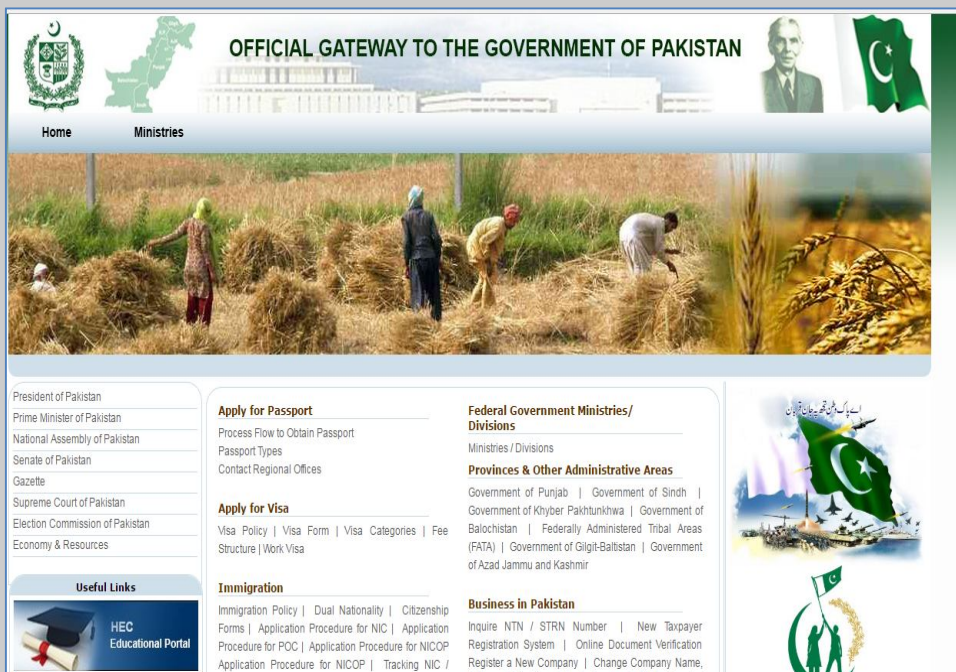 OFFICIAL GATEWAY TO THE GOVERNMENT OF PAKISTAN
Home
Ministries
President of Pakistan
Prime Minister of Pakistan
National Assembly of Pakistan
Senate of Pakistan
Gazette
Supreme Court of Pakistan
Election Commission of Pakistan
Economy & Resources
Useful Links
HEC
Educational Portal
Apply for Passport
Process Flow to Obtain Passport
Passport Types
Contact Regional Offices
Apply for Visa
Visa Policy | Visa Form | Visa Categories | Fee
Structure | Work Visa
Immigration
Immigration Policy | Dual Nationality | Citizenship
Forms | Application Procedure for NIC | Application
Procedure for POC | Application Procedure for NICOP
Application Procedure for NICOP | Tracking NIC /
Federal Government Ministries/
Divisions
Ministries / Divisions
Provinces & Other Administrative Areas
Government of Punjab | Government of Sindh |
Government of Khyber Pakhtunkhwa | Government of
Balochistan | Federally Administered Tribal Areas
(FATA) | Government of Gilgit-Baltistan | Government
of Azad Jammu and Kashmir
Business in Pakistan
Inquire NTN / STRN Number | New Taxpayer
Registration System | Online Document Verification
Register a New Company | Change Company Name,